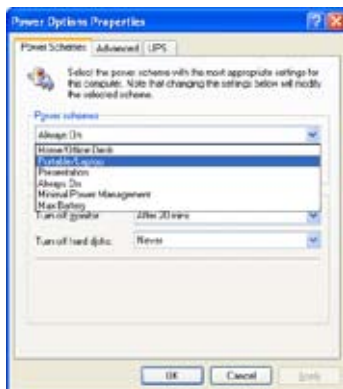 Power Options Properties
Power Schemes Advanced UPS
Select the power scheme with the most appropriate settings for
this computer. Note that changing the settings below will modify
the selected scheme.
Power schemes
Always On
Home/Office Desk
Portable/Laptop
Presentation
Always On
Minimal Power Management
Max Battery
Turn off monitor: After 20 mins
Turn off hard disks: Never
OK Cancel Apply